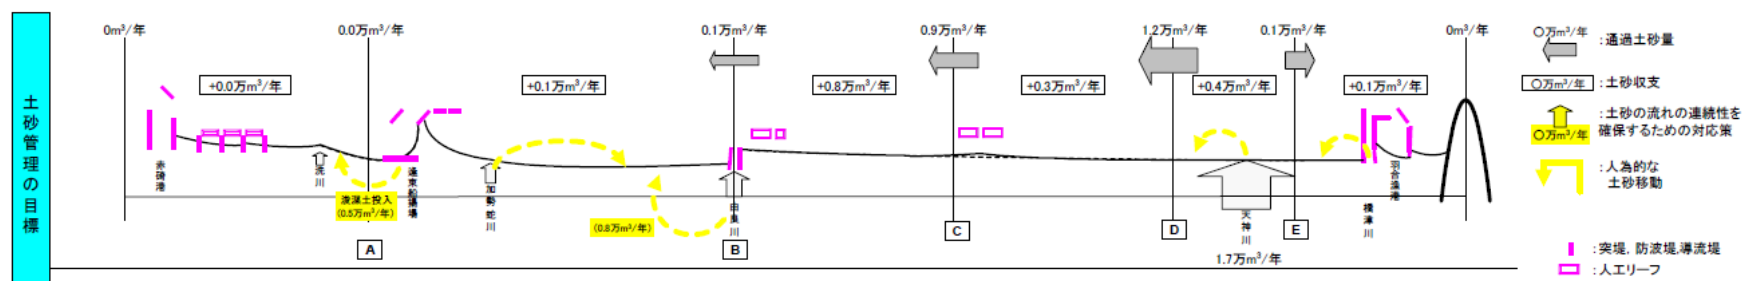 土砂管理の目標
0m³/年
0.0万m³/年
0.1万m³/年
0.9万m³/年
1.2万m³/年
0.1万m³/年
0m³/年
+0.0万m³/年
+0.1万m³/年
+0.8万m³/年
+0.3万m³/年
+0.4万m³/年
+0.1万m³/年
赤碕港
洗川
浚渫土投入
(0.5万m³/年)
逢束船揚場
加勢蛇川
(0.8万m³/年)
由良川
天神川
橋津川
羽合漁港
A
B
C
D
E
1.7万m³/年
○万m³/年
:通過土砂量
○万m³/年
:土砂収支
○万m³/年
:土砂の流れの連続性を
確保するための対応策
:人為的な
土砂移動
:突堤, 防波堤,導流堤
:人工リーフ